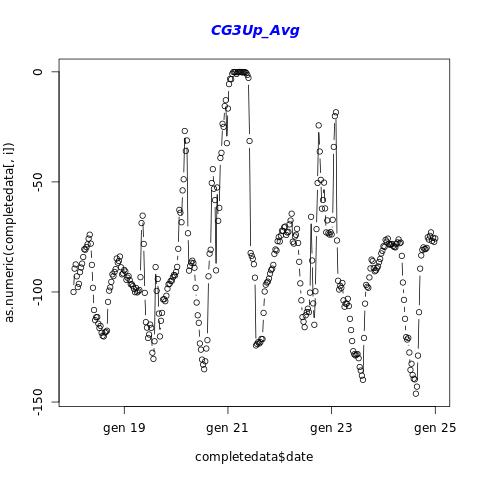 CG3Up_Avg
as.numeric(completedata[, i])
0
-50
-100
-150
gen 19
gen 21
gen 23
gen 25
completedata$date